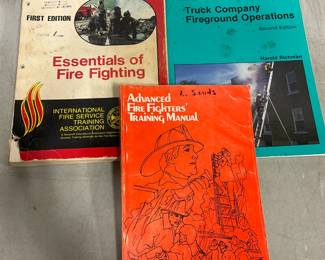 FIRST EDITION
Essentials of
Fire Fighting
INTERNATIONAL
FIRE SERVICE
TRAINING
ASSOCIATION
Truck Company
Fireground Operations
Second Edition
Harold Richman
Advanced
Fire Fighters'
Training Manual